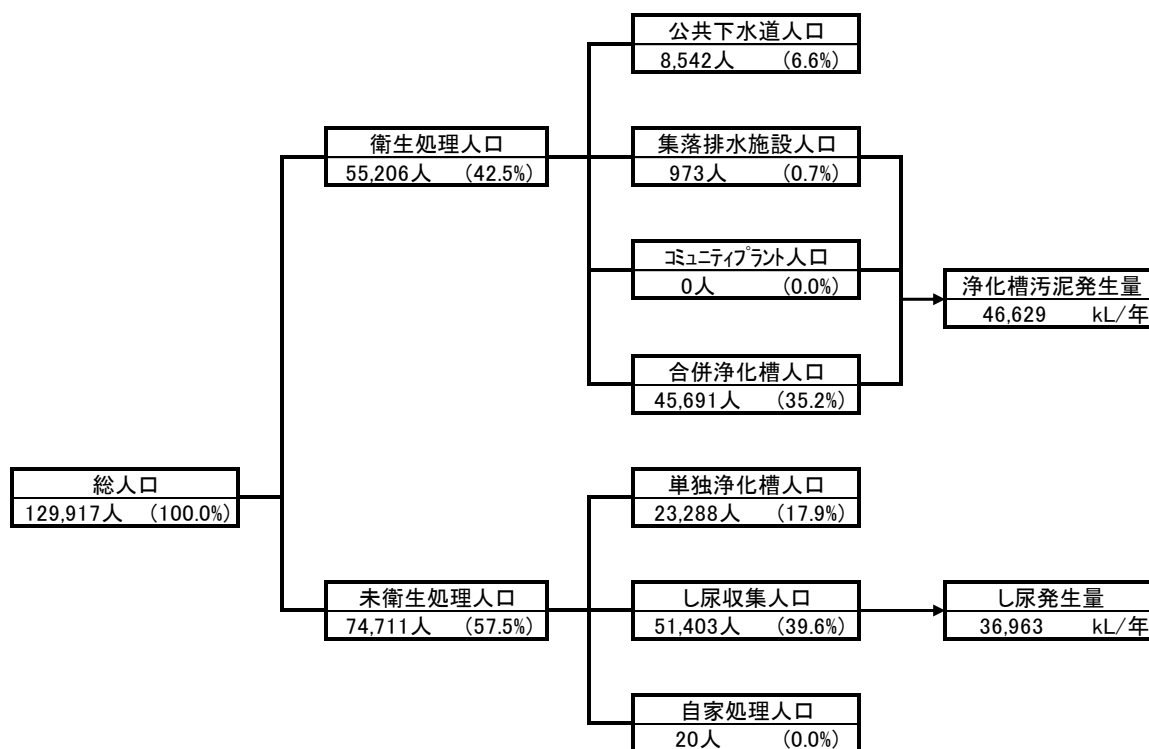 公共下水道人口
8,542人 (6.6%)
衛生処理人口
55,206人 (42.5%)
集落排水施設人口
973人 (0.7%)
コミュニティプラント人口
0人 (0.0%)
浄化槽汚泥発生量
46,629 kL/年
合併浄化槽人口
45,691人 (35.2%)
総人口
129,917人 (100.0%)
単独浄化槽人口
23,288人 (17.9%)
未衛生処理人口
74,711人 (57.5%)
し尿収集人口
51,403人 (39.6%)
し尿発生量
36,963 kL/年
自家処理人口
20人 (0.0%)